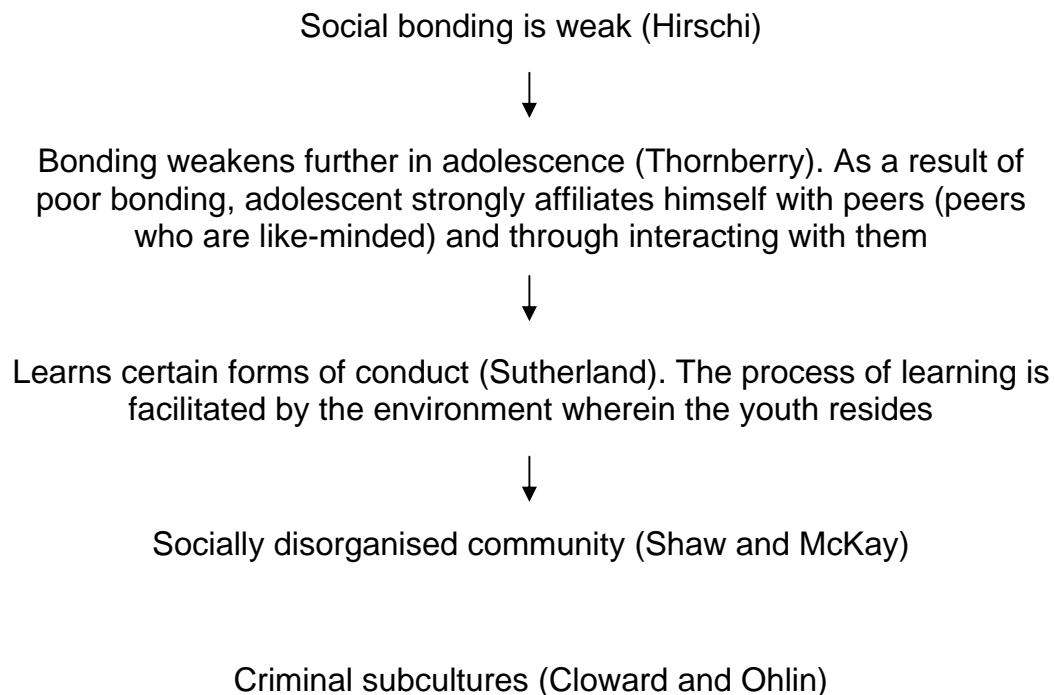 Social bonding is weak (Hirschi)
Bonding weakens further in adolescence (Thornberry). As a result of
poor bonding, adolescent strongly affiliates himself with peers (peers
who are like-minded) and through interacting with them
Learns certain forms of conduct (Sutherland). The process of learning is
facilitated by the environment wherein the youth resides
Socially disorganised community (Shaw and McKay)
Criminal subcultures (Cloward and Ohlin)